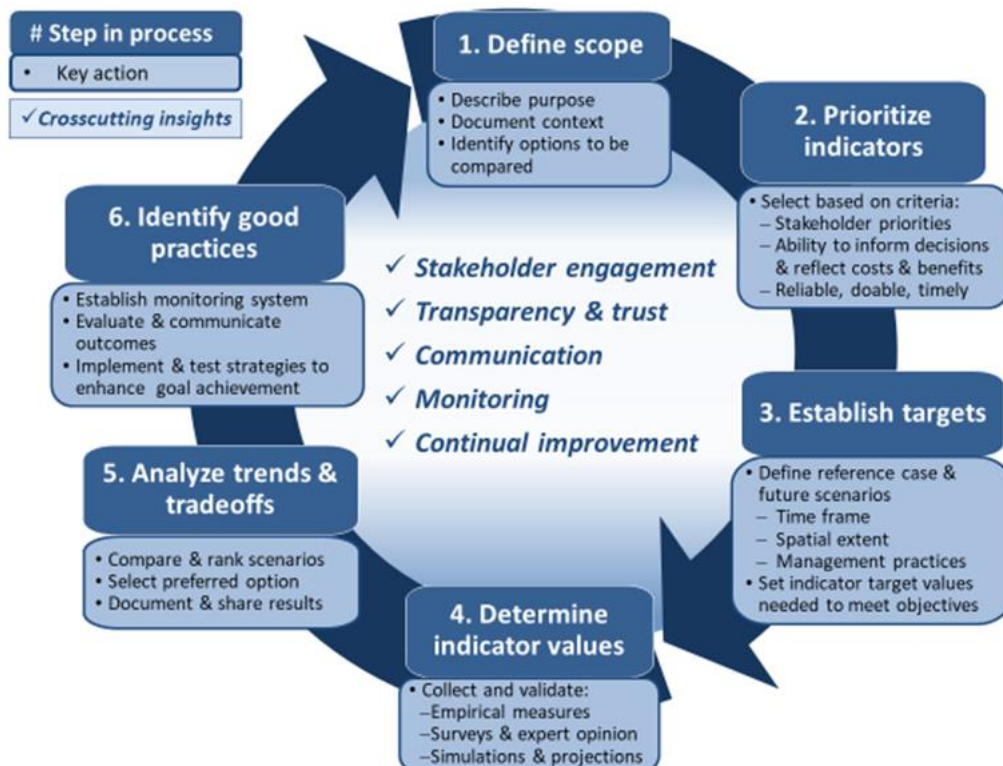 # Step in process
• Key action
✓Crosscutting insights
1. Define scope
• Describe purpose
• Document context
• Identify options to be
compared
2. Prioritize
indicators
• Select based on criteria:
– Stakeholder priorities
– Ability to inform decisions
& reflect costs & benefits
– Reliable, doable, timely
3. Establish targets
• Define reference case &
future scenarios
– Time frame
– Spatial extent
– Management practices
• Set indicator target values
needed to meet objectives
4. Determine
indicator values
• Collect and validate:
–Empirical measures
–Surveys & expert opinion
–Simulations & projections
5. Analyze trends &
tradeoffs
• Compare & rank scenarios
• Select preferred option
• Document & share results
6. Identify good
practices
• Establish monitoring system
• Evaluate & communicate
outcomes
• Implement & test strategies to
enhance goal achievement
✓ Stakeholder engagement
✓ Transparency & trust
✓ Communication
✓ Monitoring
✓ Continual improvement